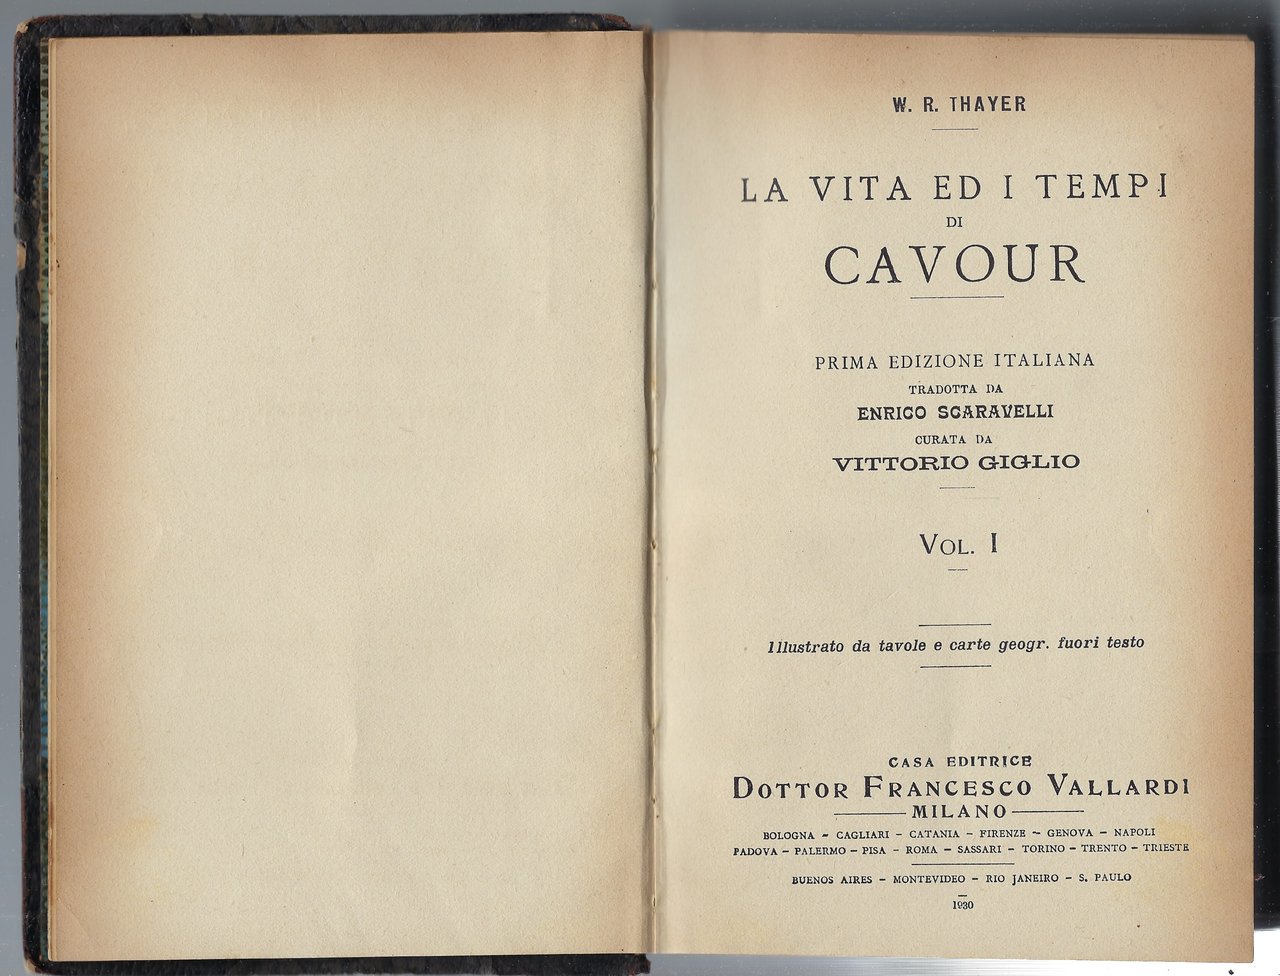 W. R. THAYER
LA VITA ED I TEMPI
DI
CAVOUR
PRIMA EDIZIONE ITALIANA
TRADOTTA DA
ENRICO SCARAVELLI
CURATA DA
VITTORIO GIGLIO
VOL. I
Illustrato da tavole e carte geogr. fuori testo
CASA EDITRICE
DOTTOR FRANCESCO VALLARDI
MILANO
BOLOGNA - CAGLIARI - CATANIA - FIRENZE - GENOVA - NAPOLI
PADOVA - PALERMO - PISA - ROMA - SASSARI - TORINO - TRENTO - TRIESTE
BUENOS AIRES - MONTEVIDEO - RIO JANEIRO - S. PAULO
1930